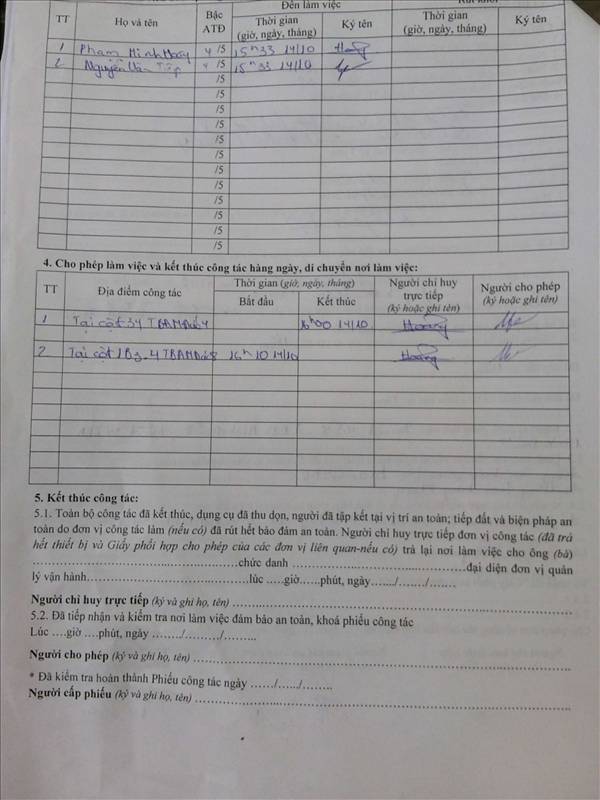 Đến làm việc
TT Họ và tên Bậc ATĐ Thời gian (giờ, ngày, tháng) Ký tên Thời gian (giờ, ngày, tháng) Ký tên
1 Phạm Minh 4 /5 15h33 14/10
2 Nguyễn Văn 4 /5 15h33 14/10
/5
/5
/5
/5
/5
/5
/5
/5
/5
/5
/5
/5
4. Cho phép làm việc và kết thúc công tác hàng ngày, di chuyển nơi làm việc:
TT Địa điểm công tác Thời gian (giờ, ngày, tháng) Người chỉ huy trực tiếp (ký hoặc ghi tên) Người cho phép (ký hoặc ghi tên)
Bắt đầu Kết thúc
1 Tại cột 34 16h00 14/10 Hoàng
2 Tại cột 16h10 14/10 Hoàng
5. Kết thúc công tác:
5.1. Toàn bộ công tác đã kết thúc, dụng cụ đã thu dọn, người đã tập kết tại vị trí an toàn; tiếp đất và biện pháp an
toàn do đơn vị công tác làm (nếu có) đã rút hết bảo đảm an toàn. Người chỉ huy trực tiếp đơn vị công tác (đã trả
hết thiết bị và Giấy phối hợp cho phép của các đơn vị liên quan-nếu có) trả lại nơi làm việc cho ông (bà)
........................................chức danh ........................................đại diện đơn vị quản
lý vận hành........................................lúc .....giờ......phút, ngày......./......../.......
Người chỉ huy trực tiếp (ký và ghi họ, tên) ........................................
5.2. Đã tiếp nhận và kiểm tra nơi làm việc đảm bảo an toàn, khoá phiếu công tác
Lúc ....giờ ....phút, ngày ......../........./.........
Người cho phép (ký và ghi họ, tên) ........................................
* Đã kiểm tra hoàn thành Phiếu công tác ngày ....../....../........
Người cấp phiếu (ký và ghi họ, tên) ........................................